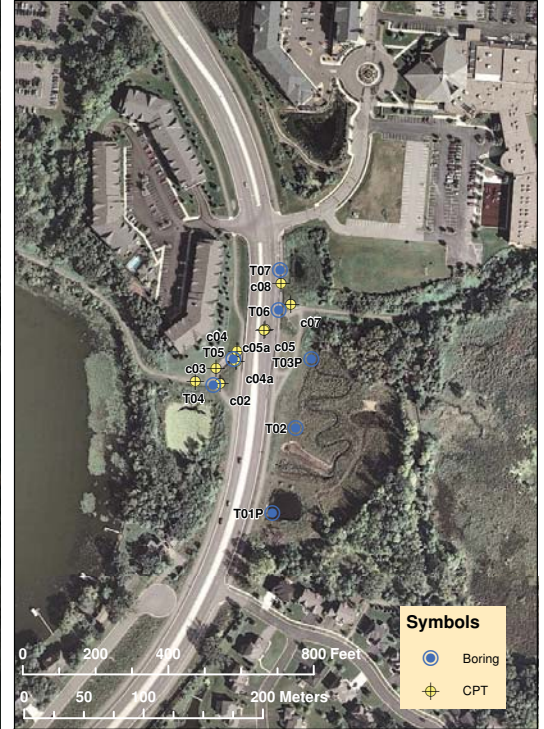 T07
c08
T06
c07
c04
c05a
c05
T05
T03P
c03
c04a
T04
c02
T02
T01P
Symbols
Boring
CPT
0 200 400 800 Feet
0 50 100 200 Meters